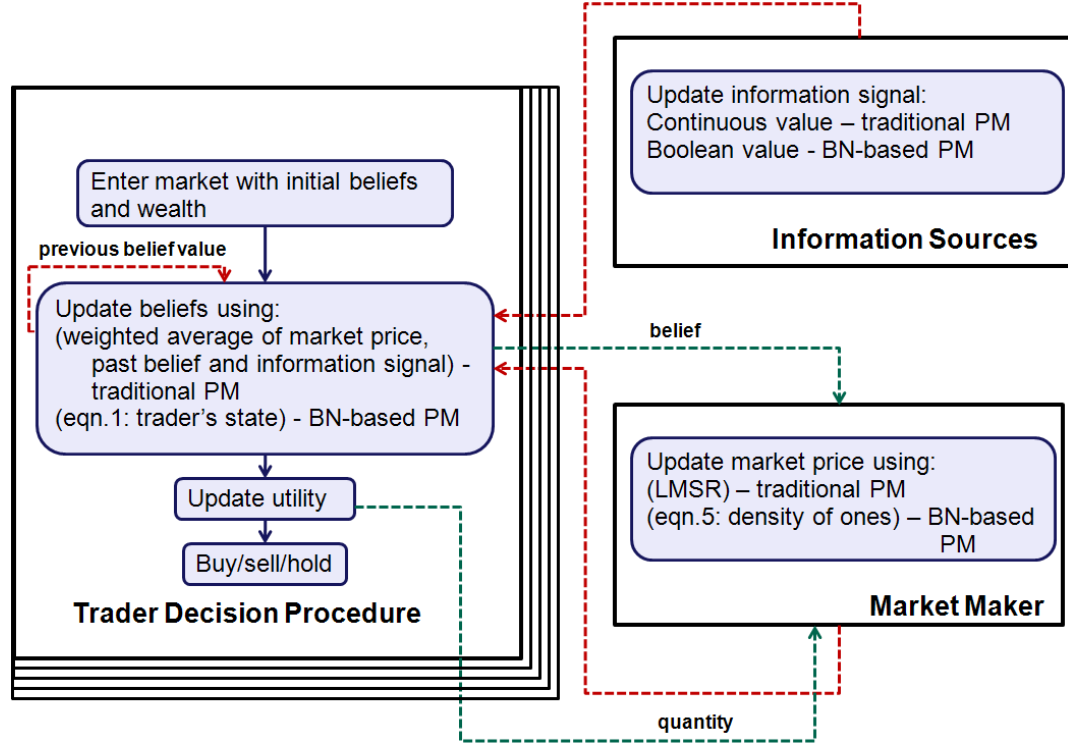 Enter market with initial beliefs
and wealth
previous belief value
Update beliefs using:
(weighted average of market price,
past belief and information signal) -
traditional PM
(eqn.1: trader's state) - BN-based PM
Update utility
Buy/sell/hold
Trader Decision Procedure
Update information signal:
Continuous value – traditional PM
Boolean value - BN-based PM
Information Sources
belief
Update market price using:
(LMSR) – traditional PM
(eqn.5: density of ones) – BN-based
PM
Market Maker
quantity